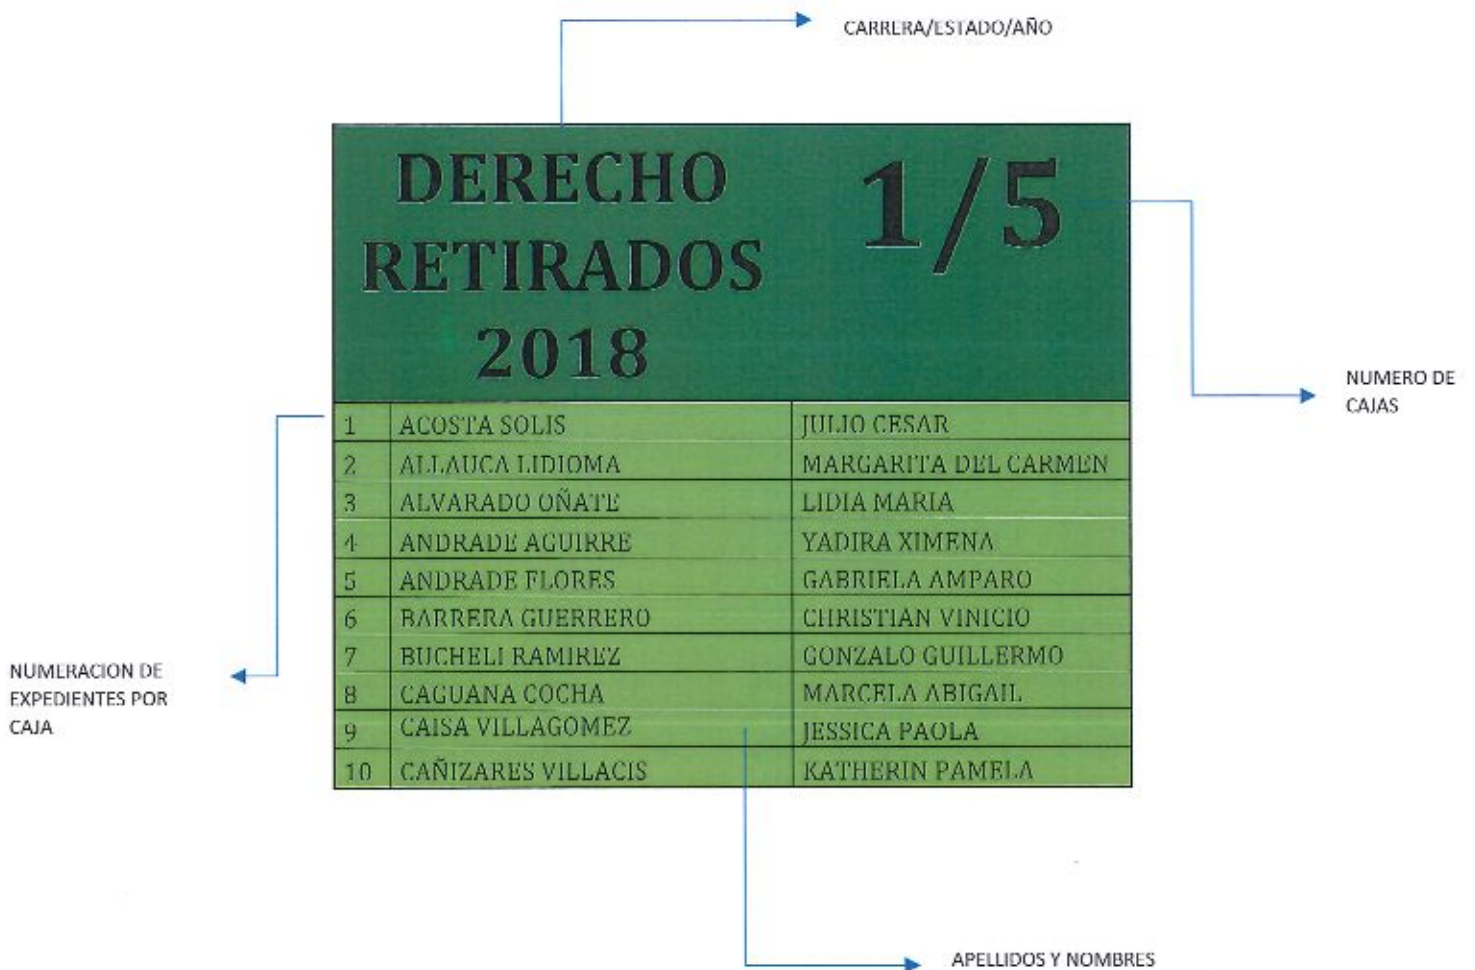 CARRERA/ESTADO/AÑO
DERECHO
RETIRADOS
2018
1/5
NUMERO DE
CAJAS
1 ACOSTA SOLIS JULIO CESAR
2 ALLAUCA LIDIOMA MARGARITA DEL CARMEN
3 ALVARADO OÑATE LIDIA MARIA
4 ANDRADE AGUIRRE YADIRA XIMENA
5 ANDRADE FLORES GABRIELA AMPARO
6 BARRERA GUERRERO CHRISTIAN VINICIO
7 BUCHELI RAMIREZ GONZALO GUILLERMO
8 CAGUANA COCHA MARCELA ABIGAIL
9 CAISA VILLAGOMEZ JESSICA PAOLA
10 CAÑIZARES VILLACIS KATHERIN PAMELA
NUMERACION DE
EXPEDIENTES POR
CAJA
APELLIDOS Y NOMBRES